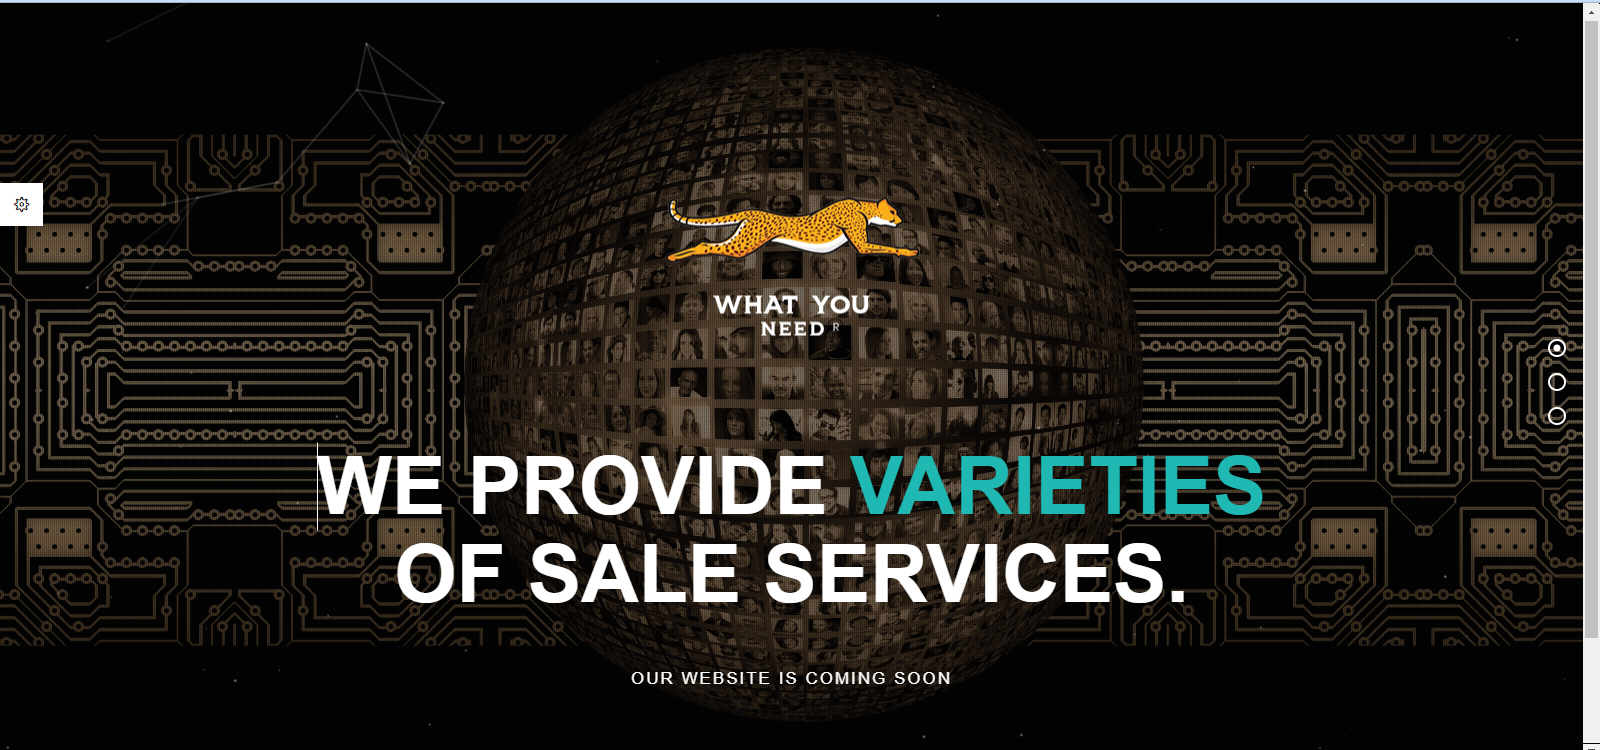 WHAT YOU
NEED R
WE PROVIDE VARIETIES
OF SALE SERVICES.
OUR WEBSITE IS COMING SOON